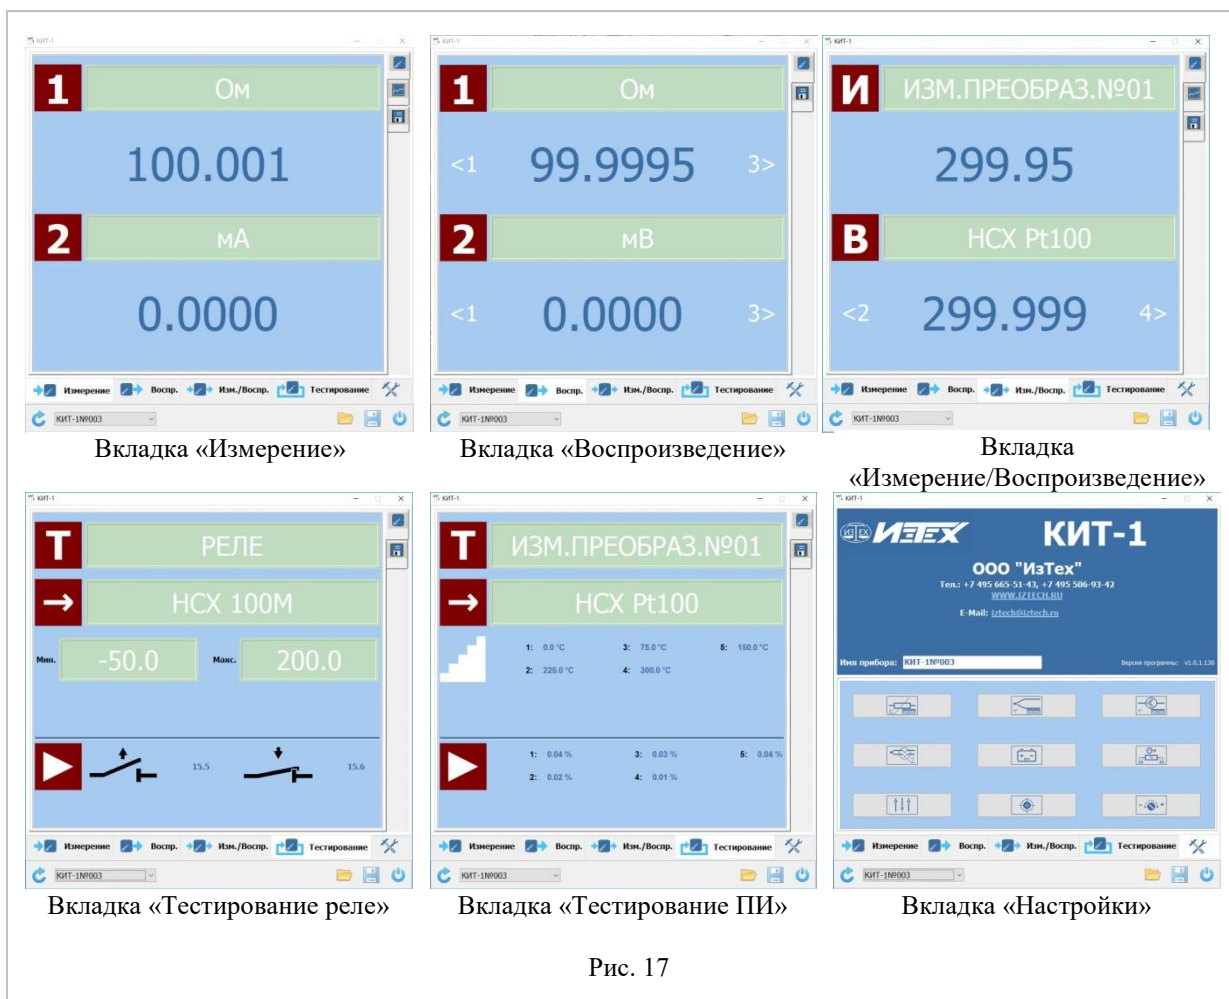 КИТ-1
1
Ом
100.001
2
мА
0.0000
Измерение Воспр. Изм./Воспр. Тестирование
КИТ-1№003
Вкладка «Измерение»
КИТ-1
1
Ом
<1 99.9995 3>
2
мВ
<1 0.0000 3>
Измерение Воспр. Изм./Воспр. Тестирование
КИТ-1№003
Вкладка «Воспроизведение»
КИТ-1
И
ИЗМ.ПРЕОБРАЗ.№01
299.95
В
НСХ Pt100
<2 299.999 4>
Измерение Воспр. Изм./Воспр. Тестирование
КИТ-1№003
Вкладка
«Измерение/Воспроизведение»
КИТ-1
Т
РЕЛЕ
→
НСХ 100М
Мин. -50.0 Макс. 200.0
15.5 15.6
Измерение Воспр. Изм./Воспр. Тестирование
КИТ-1№003
Вкладка «Тестирование реле»
КИТ-1
Т
ИЗМ.ПРЕОБРАЗ.№01
→
НСХ Pt100
1: 0.0 °C 3: 75.0 °C 5: 150.0 °C
2: 225.0 °C 4: 300.0 °C
1: 0.04 % 3: 0.03 % 5: 0.04 %
2: 0.02 % 4: 0.01 %
Измерение Воспр. Изм./Воспр. Тестирование
КИТ-1№003
Вкладка «Тестирование ПИ»
КИТ-1
ИЗ ТЕХ ИзТЕХ КИТ-1
ООО "ИзТех"
Тел.: +7 495 665-51-43, +7 495 506-93-42
WWW.IZTECH.RU
E-Mail: iztech@iztech.ru
Имя прибора: КИТ-1№003 Версия программы: v1.0.1.130
Измерение Воспр. Изм./Воспр. Тестирование
КИТ-1№003
Вкладка «Настройки»
Рис. 17